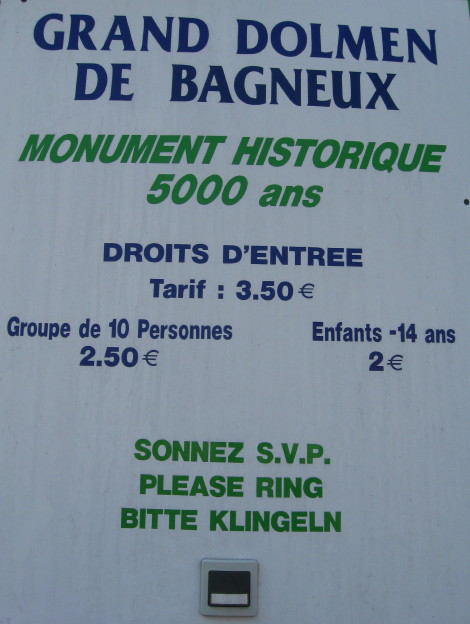 GRAND DOLMEN
DE BAGNEUX
MONUMENT HISTORIQUE
5000 ans
DROITS D'ENTREE
Tarif : 3.50€
Groupe de 10 Personnes
2.50€
Enfants -14 ans
2€
SONNEZ S.V.P.
PLEASE RING
BITTE KLINGELN